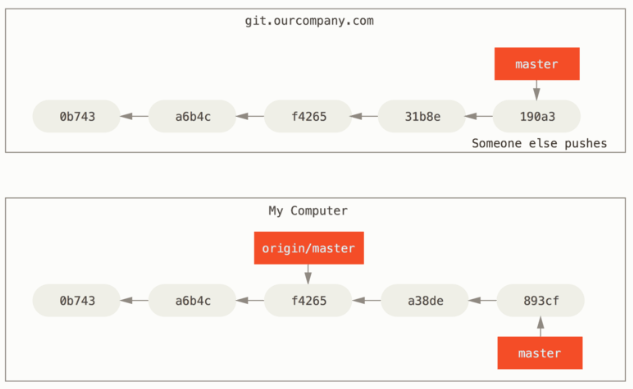 git.ourcompany.com
master
0b743 a6b4c f4265 31b8e 190a3
Someone else pushes
My Computer
origin/master
0b743 a6b4c f4265 a38de 893cf
master